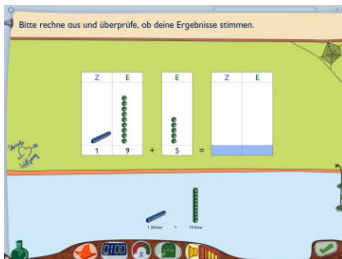 Bitte rechne aus und überprüfe, ob deine Ergebnisse stimmen.
Z E E Z E
1 9 + 5 =
1 Zehner = 10 Einer